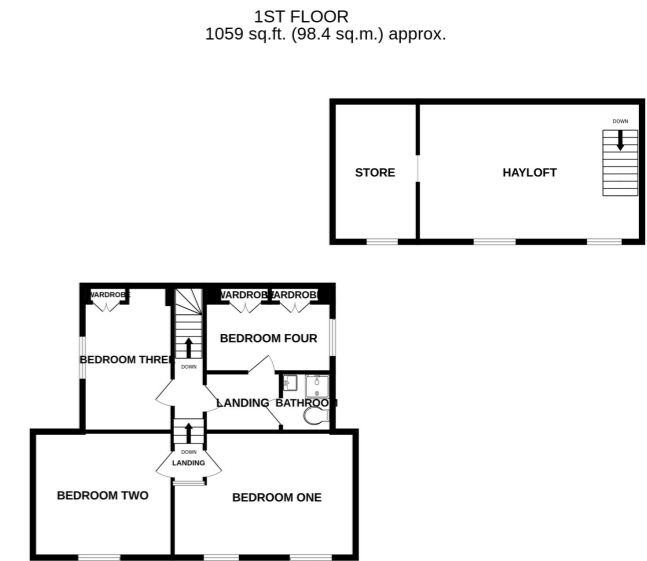 1ST FLOOR
1059 sq.ft. (98.4 sq.m.) approx.
DOWN
STORE
HAYLOFT
WARDROBE
WARDROBE
WARDROBE
BEDROOM FOUR
BEDROOM THREE
DOWN
LANDING
BATHROOM
DOWN
LANDING
BEDROOM TWO
BEDROOM ONE